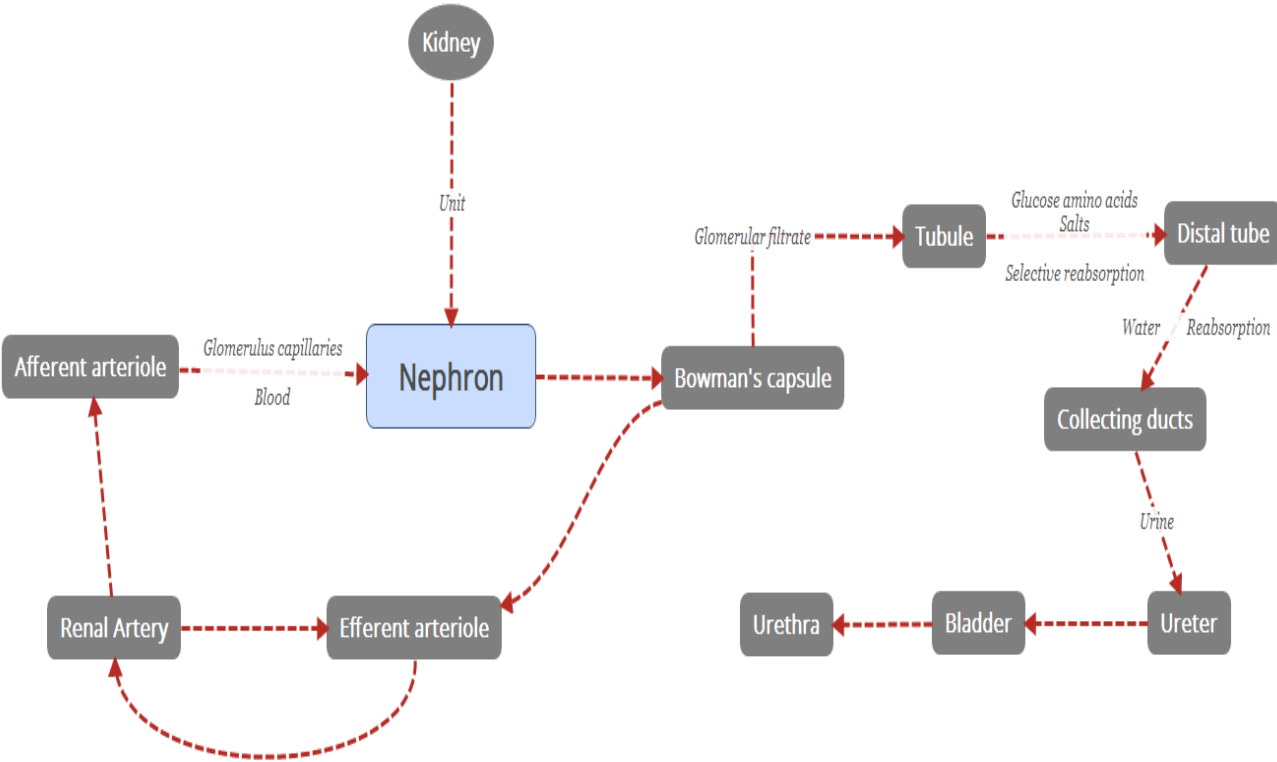 Kidney
Unit
Glomerular filtrate
Tubule
Glucose amino acids
Salts
Selective reabsorption
Distal tube
Water
Reabsorption
Afferent arteriole
Glomerulus capillaries
Blood
Nephron
Bowman's capsule
Collecting ducts
Urine
Renal Artery
Efferent arteriole
Urethra
Bladder
Ureter